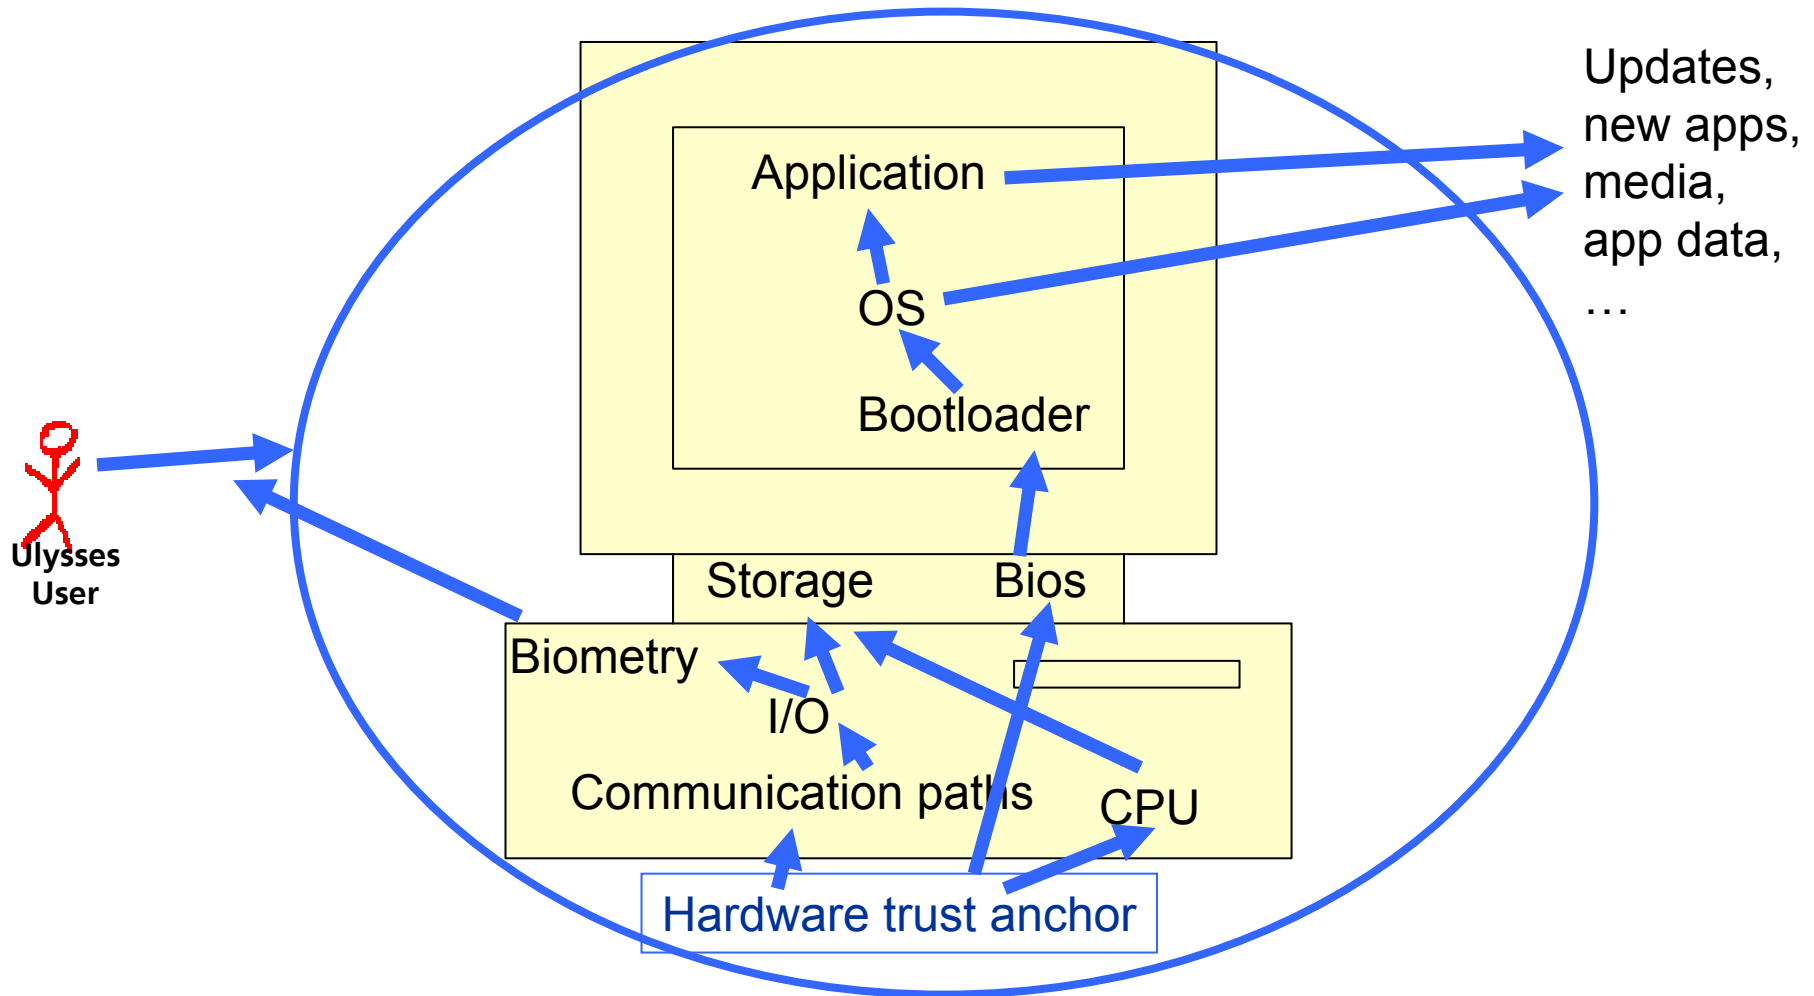 Updates,
new apps,
media,
app data,
…
Application
OS
Bootloader
Ulysses
User
Storage
Bios
Biometry
I/O
Communication paths
CPU
Hardware trust anchor